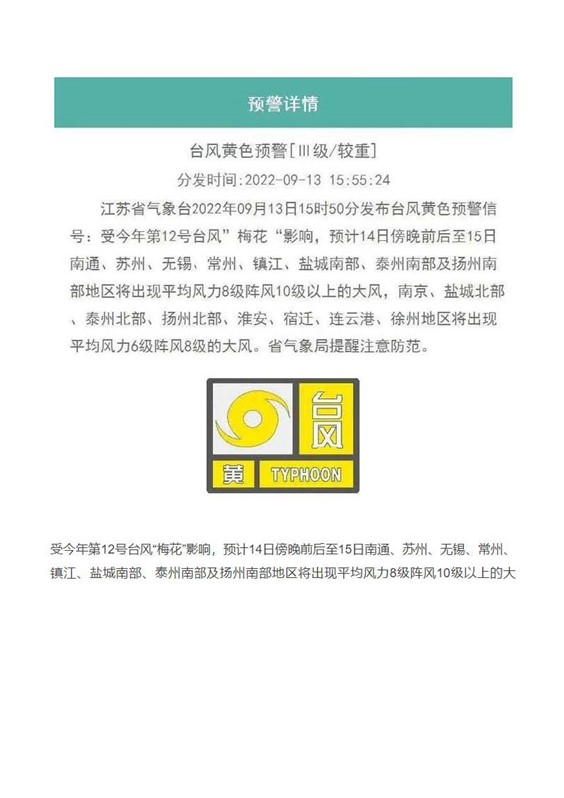 预警详情
台风黄色预警[Ⅲ级/较重]
分发时间:2022-09-13 15:55:24
江苏省气象台2022年09月13日15时50分发布台风黄色预警信
号：受今年第12号台风”梅花“影响，预计14日傍晚前后至15日
南通、苏州、无锡、常州、镇江、盐城南部、泰州南部及扬州南
部地区将出现平均风力8级阵风10级以上的大风，南京、盐城北部
、泰州北部、扬州北部、淮安、宿迁、连云港、徐州地区将出现
平均风力6级阵风8级的大风。省气象局提醒注意防范。
台风
黄 TYPHOON
受今年第12号台风“梅花”影响，预计14日傍晚前后至15日南通、苏州、无锡、常州、
镇江、盐城南部、泰州南部及扬州南部地区将出现平均风力8级阵风10级以上的大